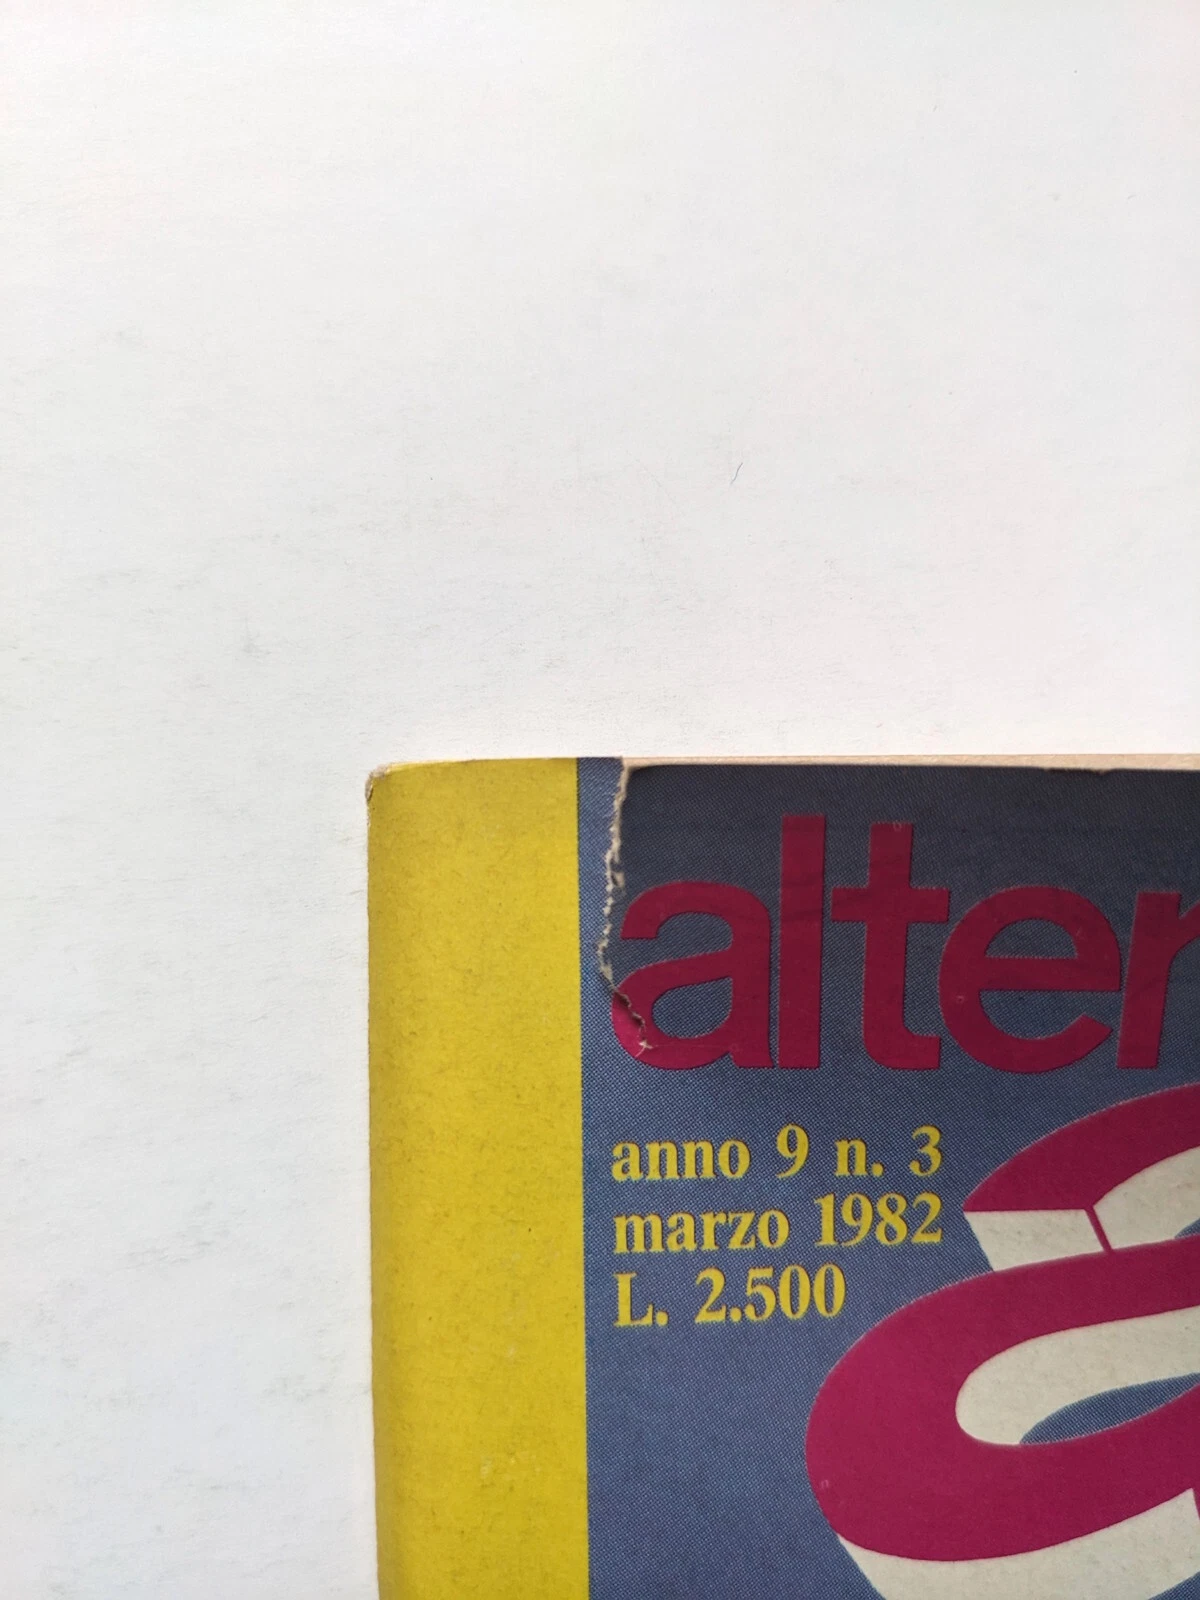 alter
anno 9 n. 3
marzo 1982
L. 2.500